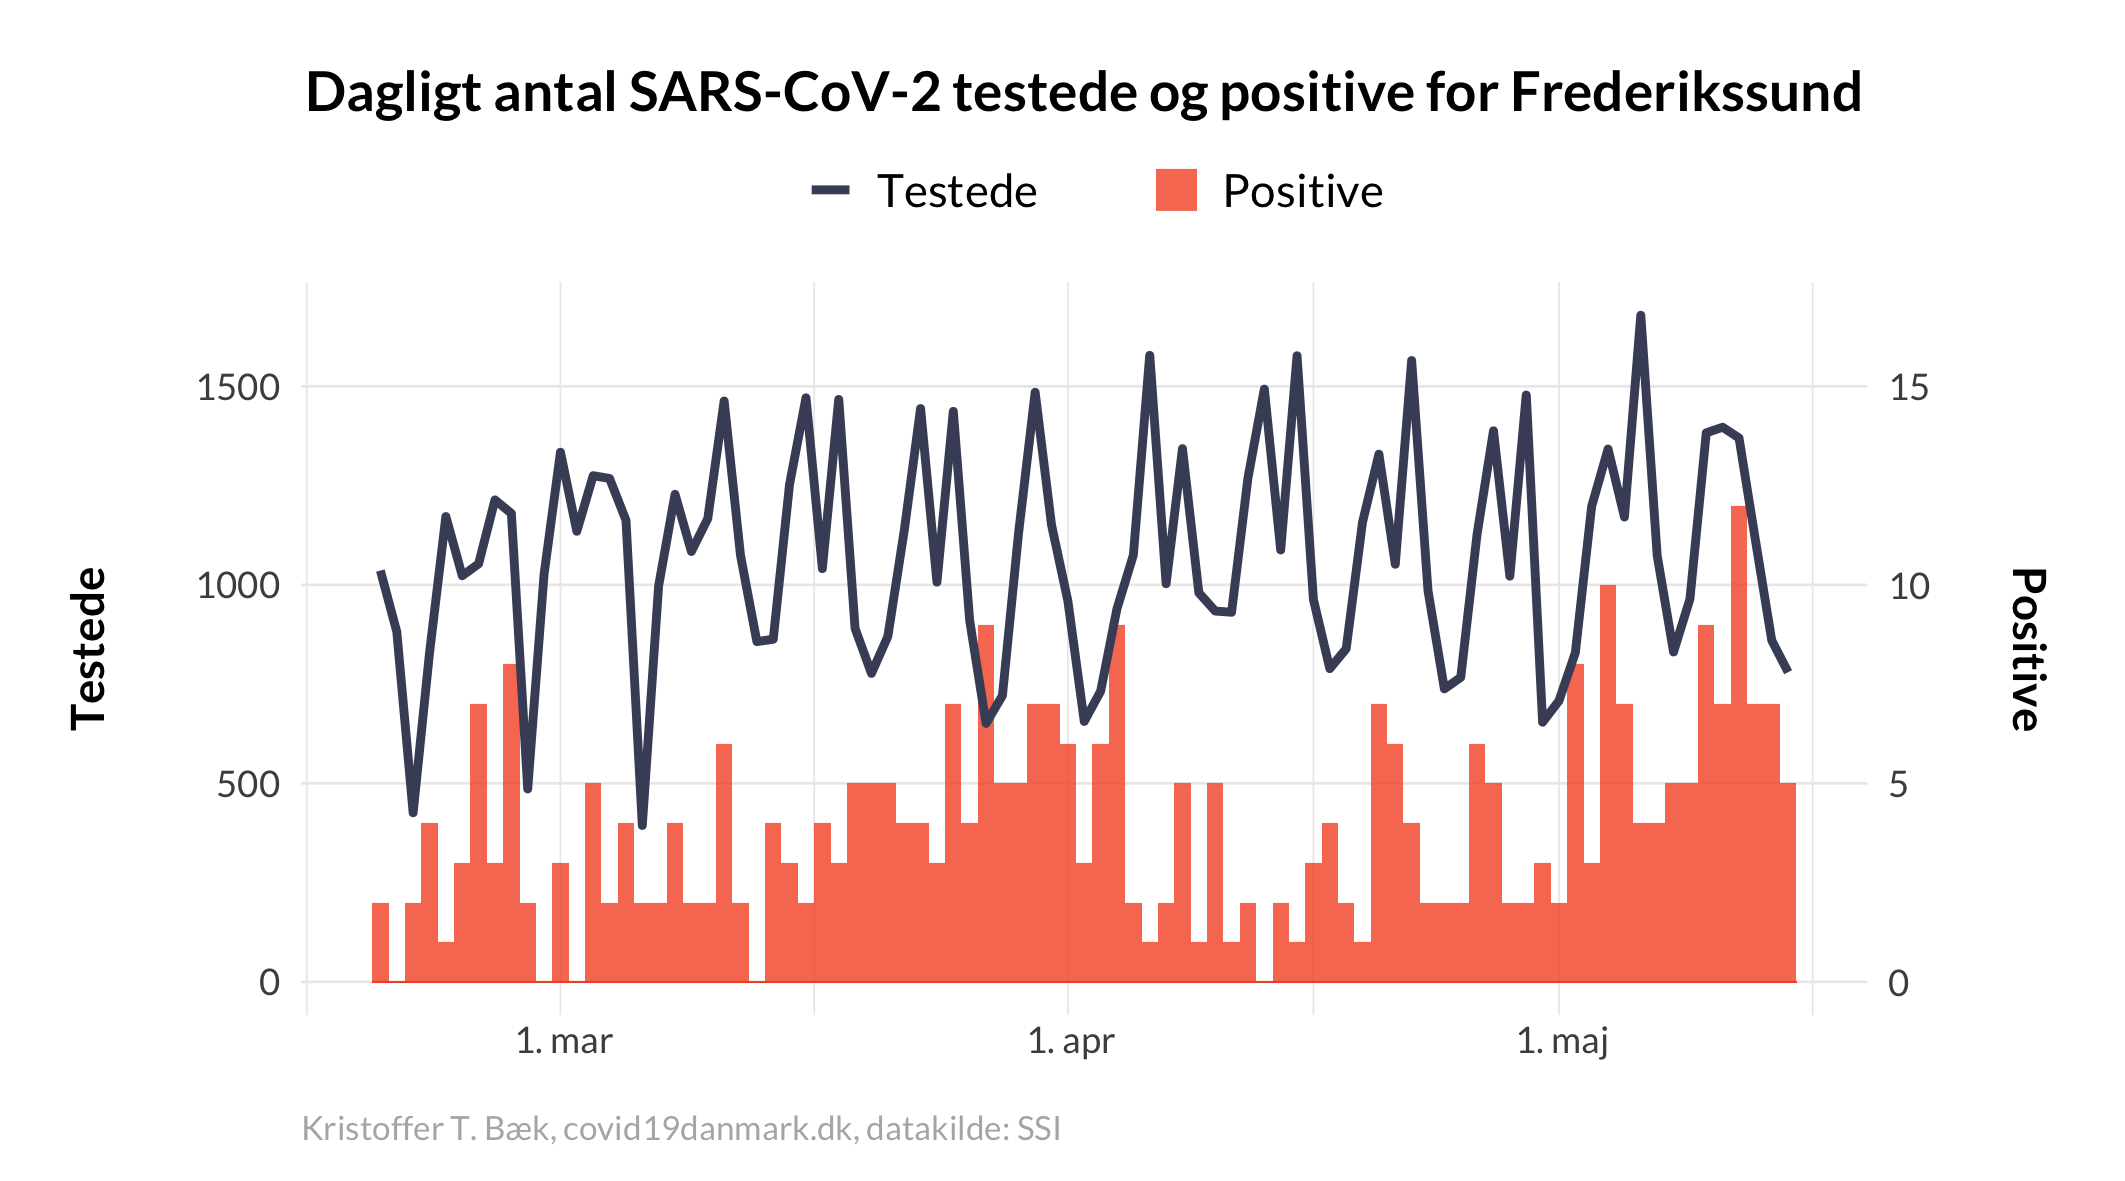 Dagligt antal SARS-CoV-2 testede og positive for Frederikssund
Testede
Positive
Testede
1500
1000
500
0
15
10
5
0
Positive
1. mar
1. apr
1. maj
Kristoffer T. Bæk, covid19danmark.dk, datakilde: SSI